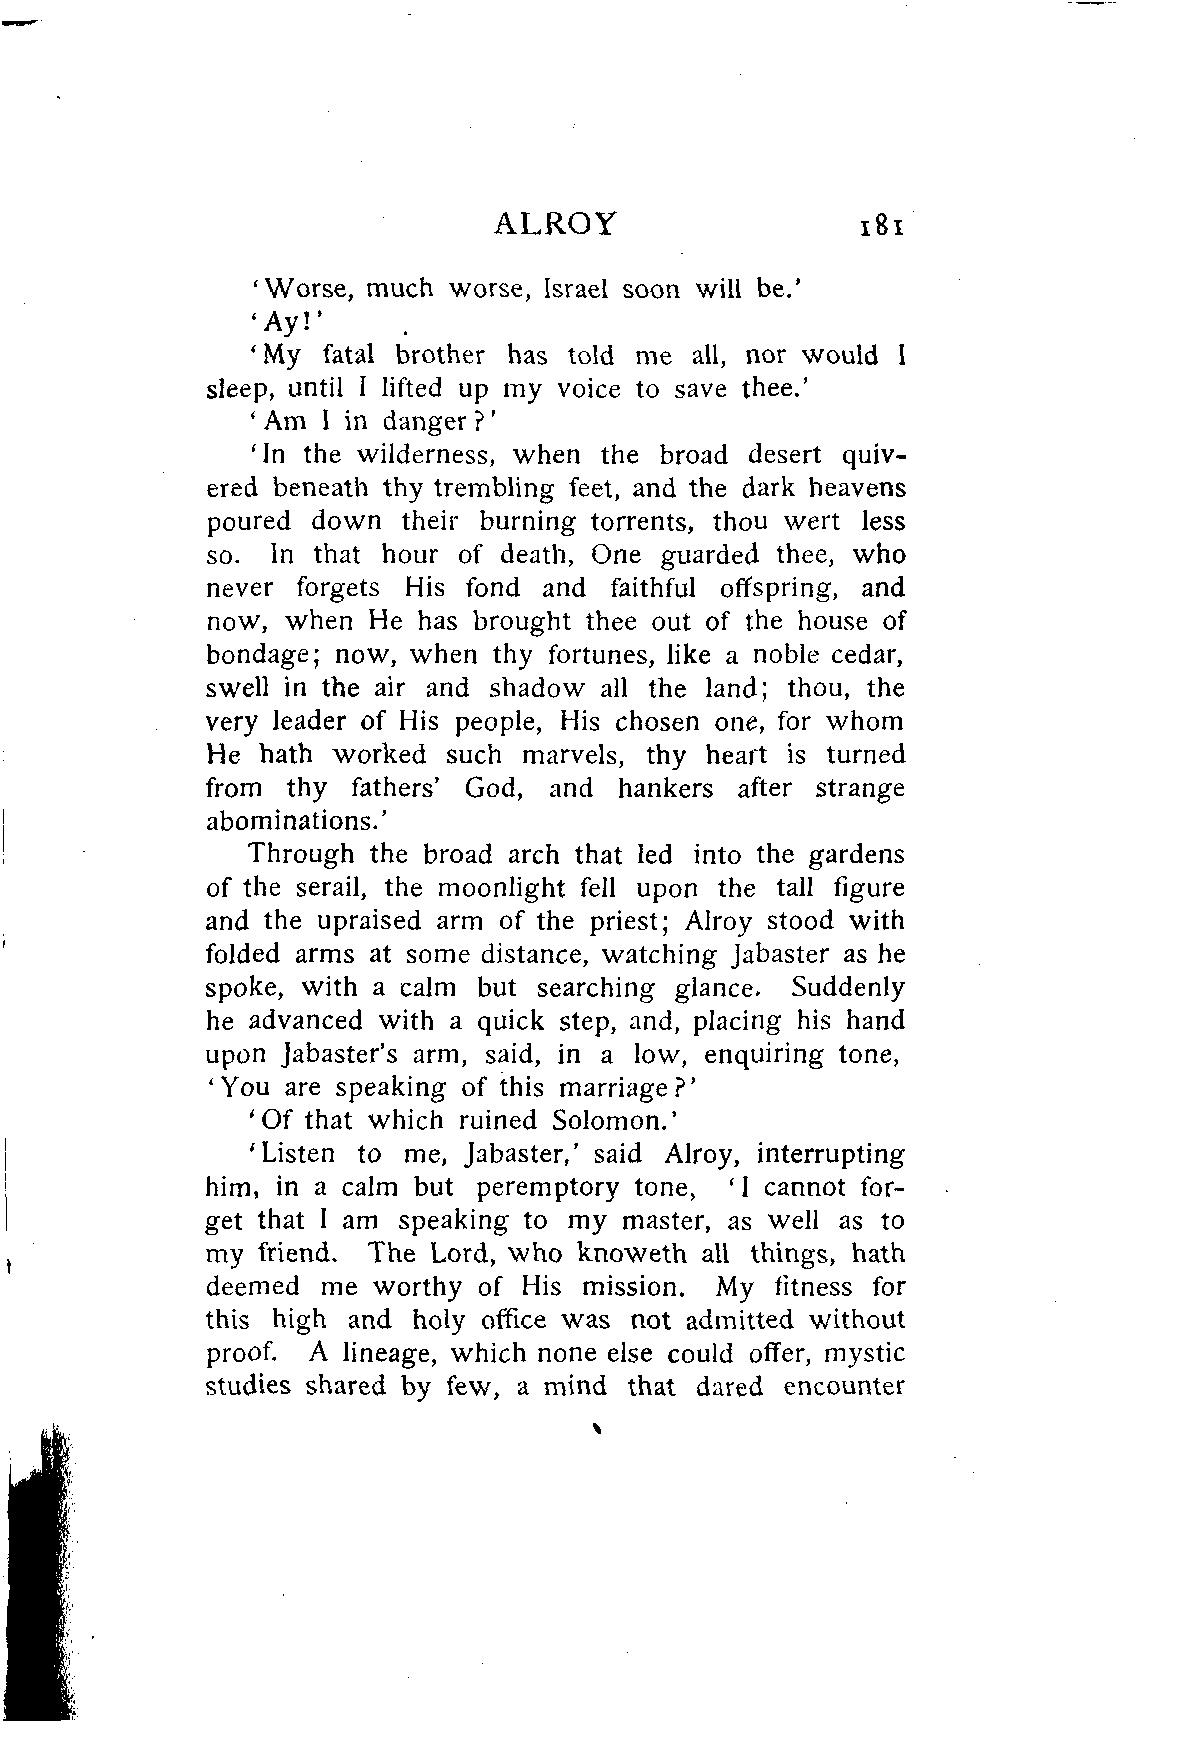 ALROY 181
'Worse, much worse, Israel soon will be.'
'Ay!'
'My fatal brother has told me all, nor would I
sleep, until I lifted up my voice to save thee.'
'Am I in danger?'
'In the wilderness, when the broad desert quiv-
ered beneath thy trembling feet, and the dark heavens
poured down their burning torrents, thou wert less
so. In that hour of death, One guarded thee, who
never forgets His fond and faithful offspring, and
now, when He has brought thee out of the house of
bondage; now, when thy fortunes, like a noble cedar,
swell in the air and shadow all the land; thou, the
very leader of His people, His chosen one, for whom
He hath worked such marvels, thy heart is turned
from thy fathers' God, and hankers after strange
abominations.'
Through the broad arch that led into the gardens
of the serail, the moonlight fell upon the tall figure
and the upraised arm of the priest; Alroy stood with
folded arms at some distance, watching Jabaster as he
spoke, with a calm but searching glance. Suddenly
he advanced with a quick step, and, placing his hand
upon Jabaster's arm, said, in a low, enquiring tone,
'You are speaking of this marriage?'
'Of that which ruined Solomon.'
'Listen to me, Jabaster,' said Alroy, interrupting
him, in a calm but peremptory tone, 'I cannot for-
get that I am speaking to my master, as well as to
my friend. The Lord, who knoweth all things, hath
deemed me worthy of His mission. My fitness for
this high and holy office was not admitted without
proof. A lineage, which none else could offer, mystic
studies shared by few, a mind that dared encounter